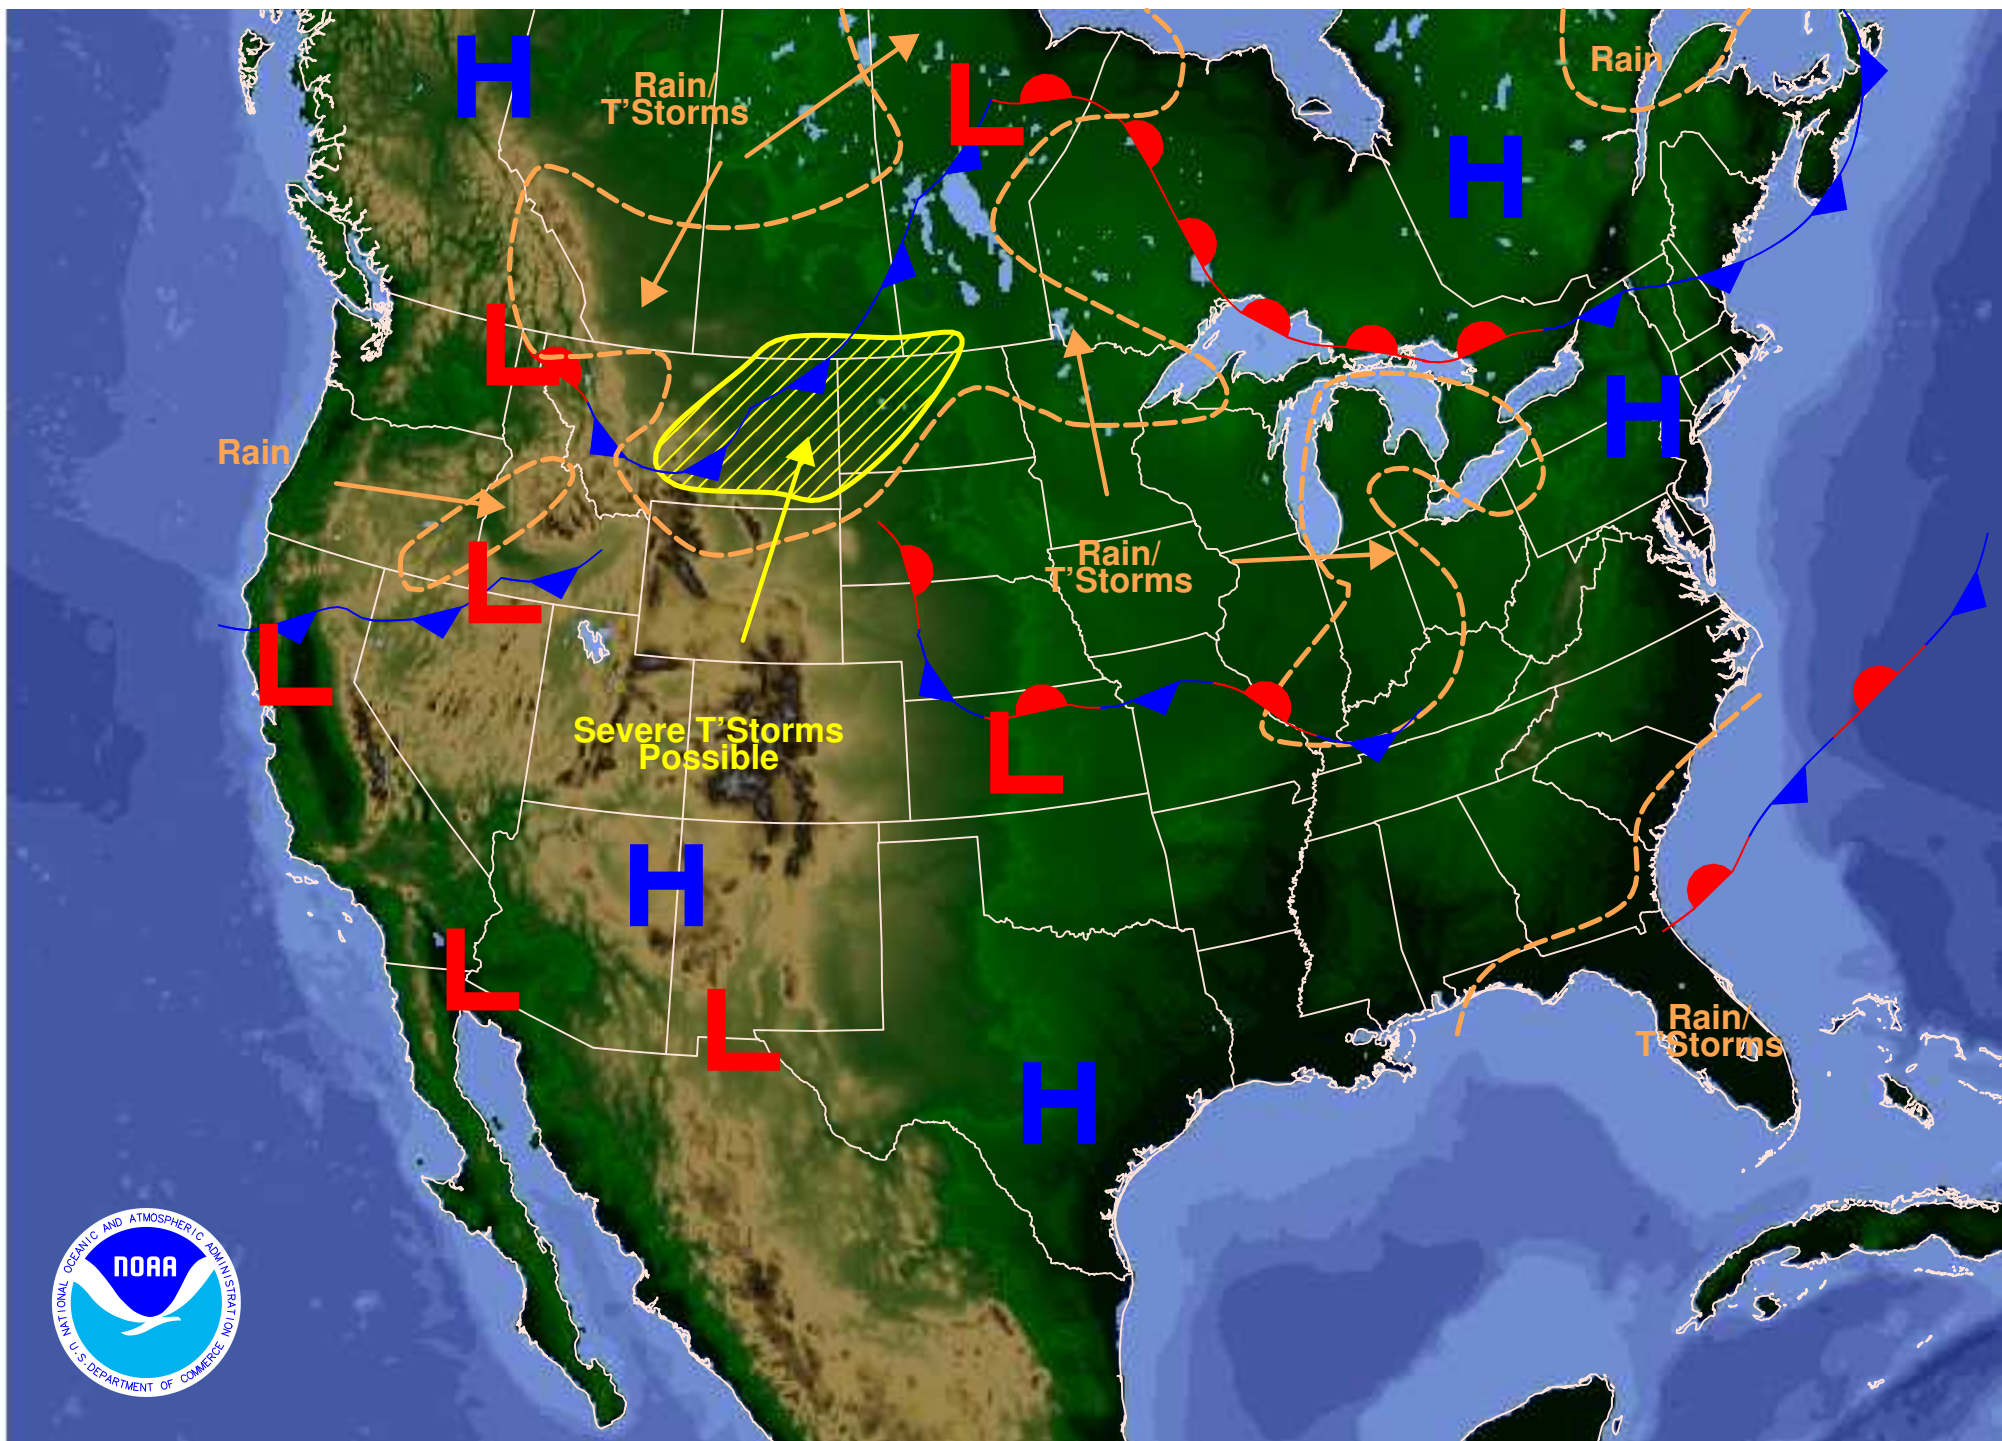 H
Rain/
T'Storms
L
Rain
H
L
H
Rain
Rain/
T'Storms
L
L
Severe T'Storms
Possible
L
H
L
L
Rain/
T'Storms
H
NATIONAL OCEANIC AND ATMOSPHERIC ADMINISTRATION
NOAA
U.S. DEPARTMENT OF COMMERCE